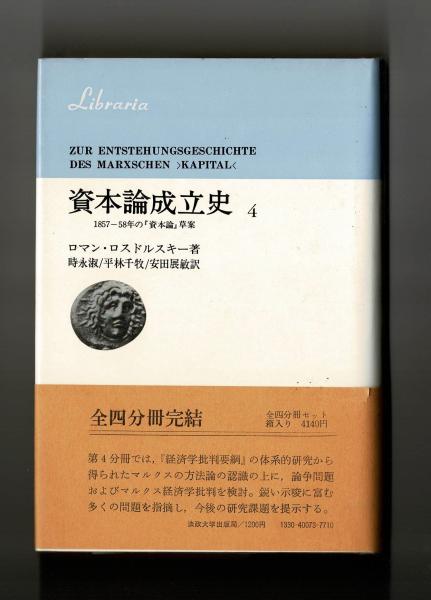 Libraria
ZUR ENTSTEHUNGSGESCHICHTE
DES MARXSCHEN ›KAPITAL‹
資本論成立史 4
1857−58年の『資本論』草案
ロマン・ロスドルスキー著
時永淑/平林千牧/安田展敏訳
全四分冊完結
全四分冊セット
箱入り 4140円
第4分冊では,『経済学批判要綱』の体系的研究から
得られたマルクスの方法論の認識の上に,論争問題
およびマルクス経済学批判を検討。鋭い示唆に富む
多くの問題を指摘し,今後の研究課題を提示する。
法政大学出版局/1200円 1330-40073-7710